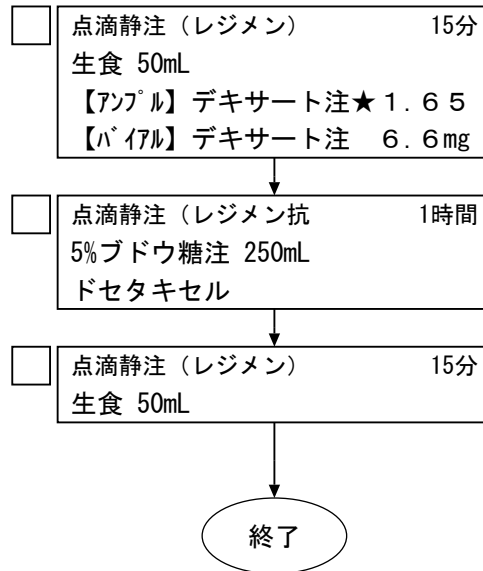 点滴静注（レジメン） 15分
生食 50mL
【アンプル】デキサート注★１．６５
【バイアル】デキサート注 ６．６mg
点滴静注（レジメン抗 1時間
5%ブドウ糖注 250mL
ドセタキセル
点滴静注（レジメン） 15分
生食 50mL
終了